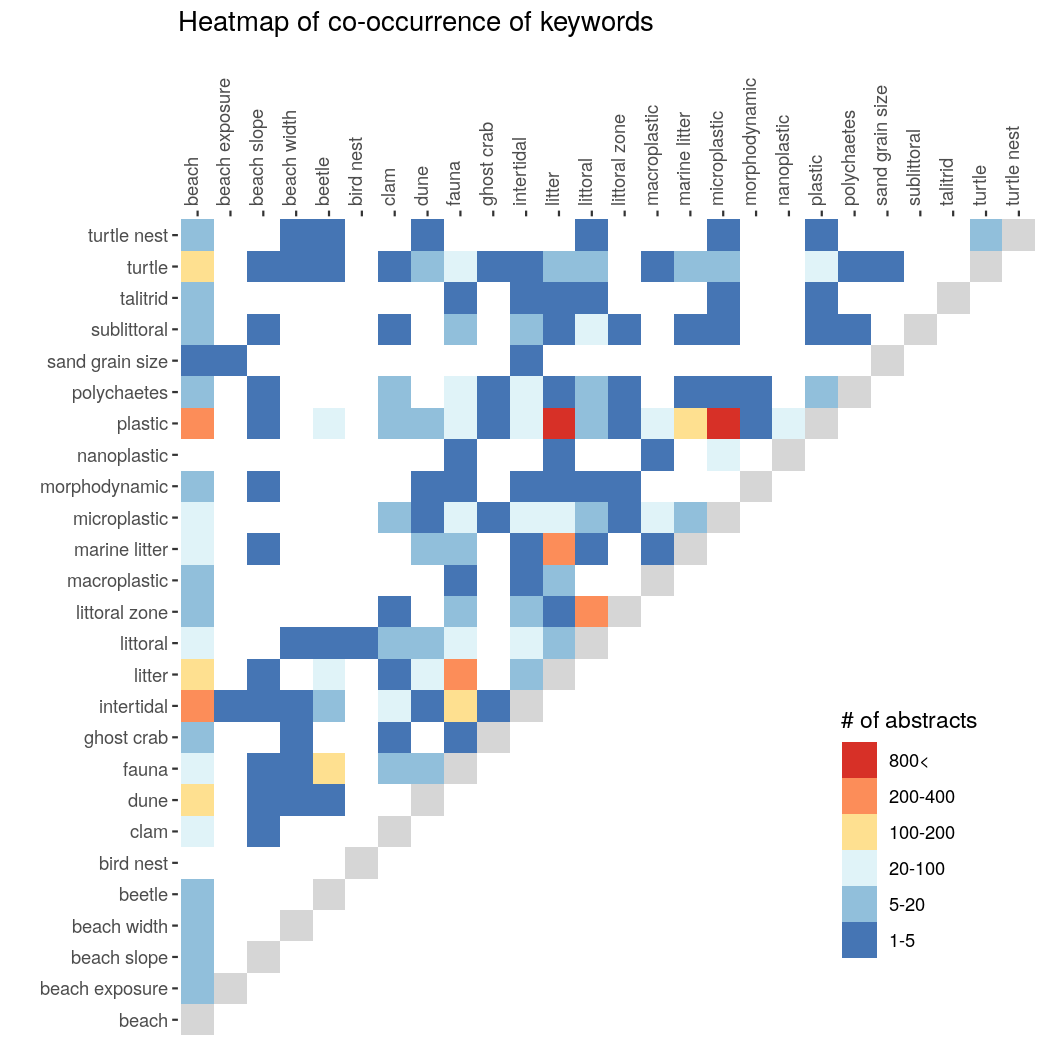 Heatmap of co-occurrence of keywords
beach
beach exposure
beach slope
beach width
beetle
bird nest
clam
dune
fauna
ghost crab
intertidal
litter
littoral
littoral zone
macroplastic
marine litter
microplastic
morphodynamic
nanoplastic
plastic
polychaetes
sand grain size
sublittoral
talitrid
turtle
turtle nest
turtle nest
turtle
talitrid
sublittoral
sand grain size
polychaetes
plastic
nanoplastic
morphodynamic
microplastic
marine litter
macroplastic
littoral zone
littoral
litter
intertidal
ghost crab
fauna
dune
clam
bird nest
beetle
beach width
beach slope
beach exposure
beach
# of abstracts
800<
200-400
100-200
20-100
5-20
1-5